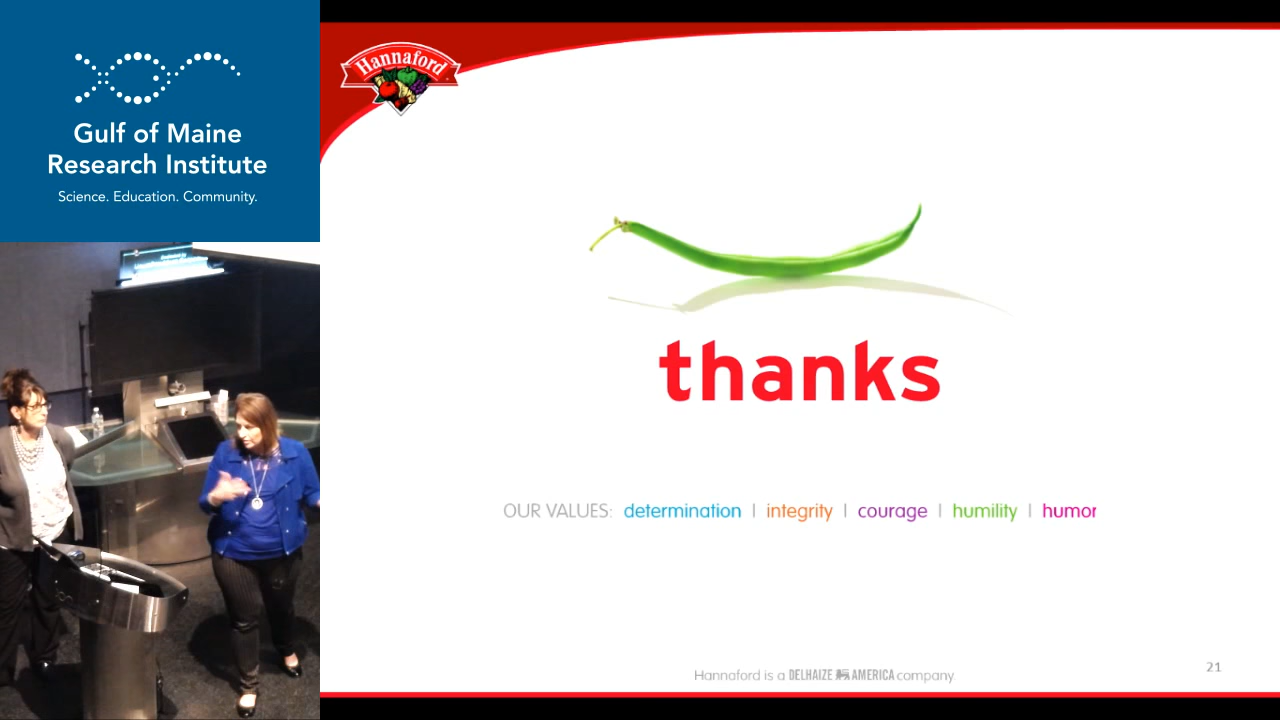 Gulf of Maine
Research Institute
Science. Education. Community.
Hannaford
thanks
OUR VALUES: determination | integrity | courage | humility | humor
Hannaford is a DELHAIZE AMERICA company.
21